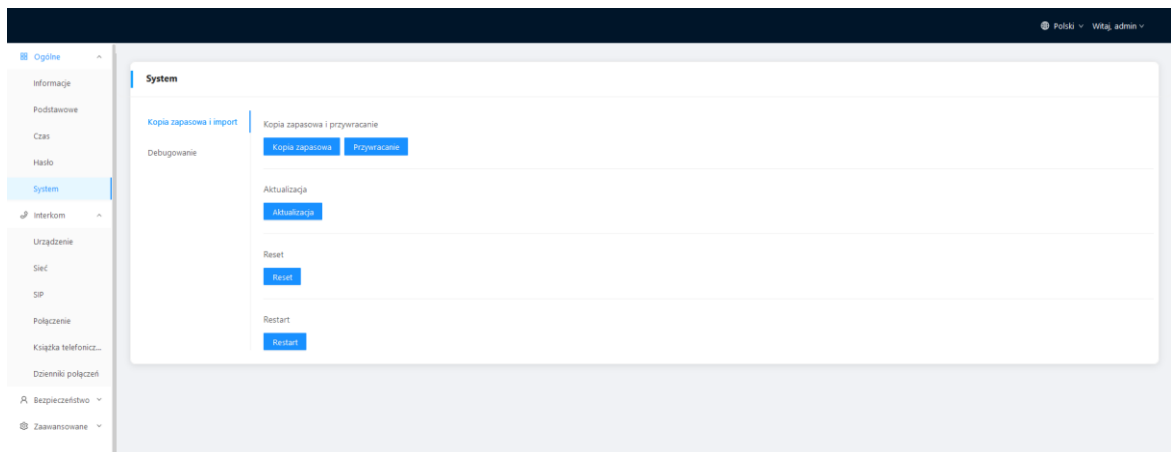 Polski Witaj, admin
Ogólne
Informacje
Podstawowe
Czas
Hasło
System
Interkom
Urządzenie
Sieć
SIP
Połączenie
Książka telefonicz...
Dzienniki połączeń
Bezpieczeństwo
Zaawansowane
System
Kopia zapasowa i import
Debugowanie
Kopia zapasowa i przywracanie
Kopia zapasowa Przywracanie
Aktualizacja
Aktualizacja
Reset
Reset
Restart
Restart